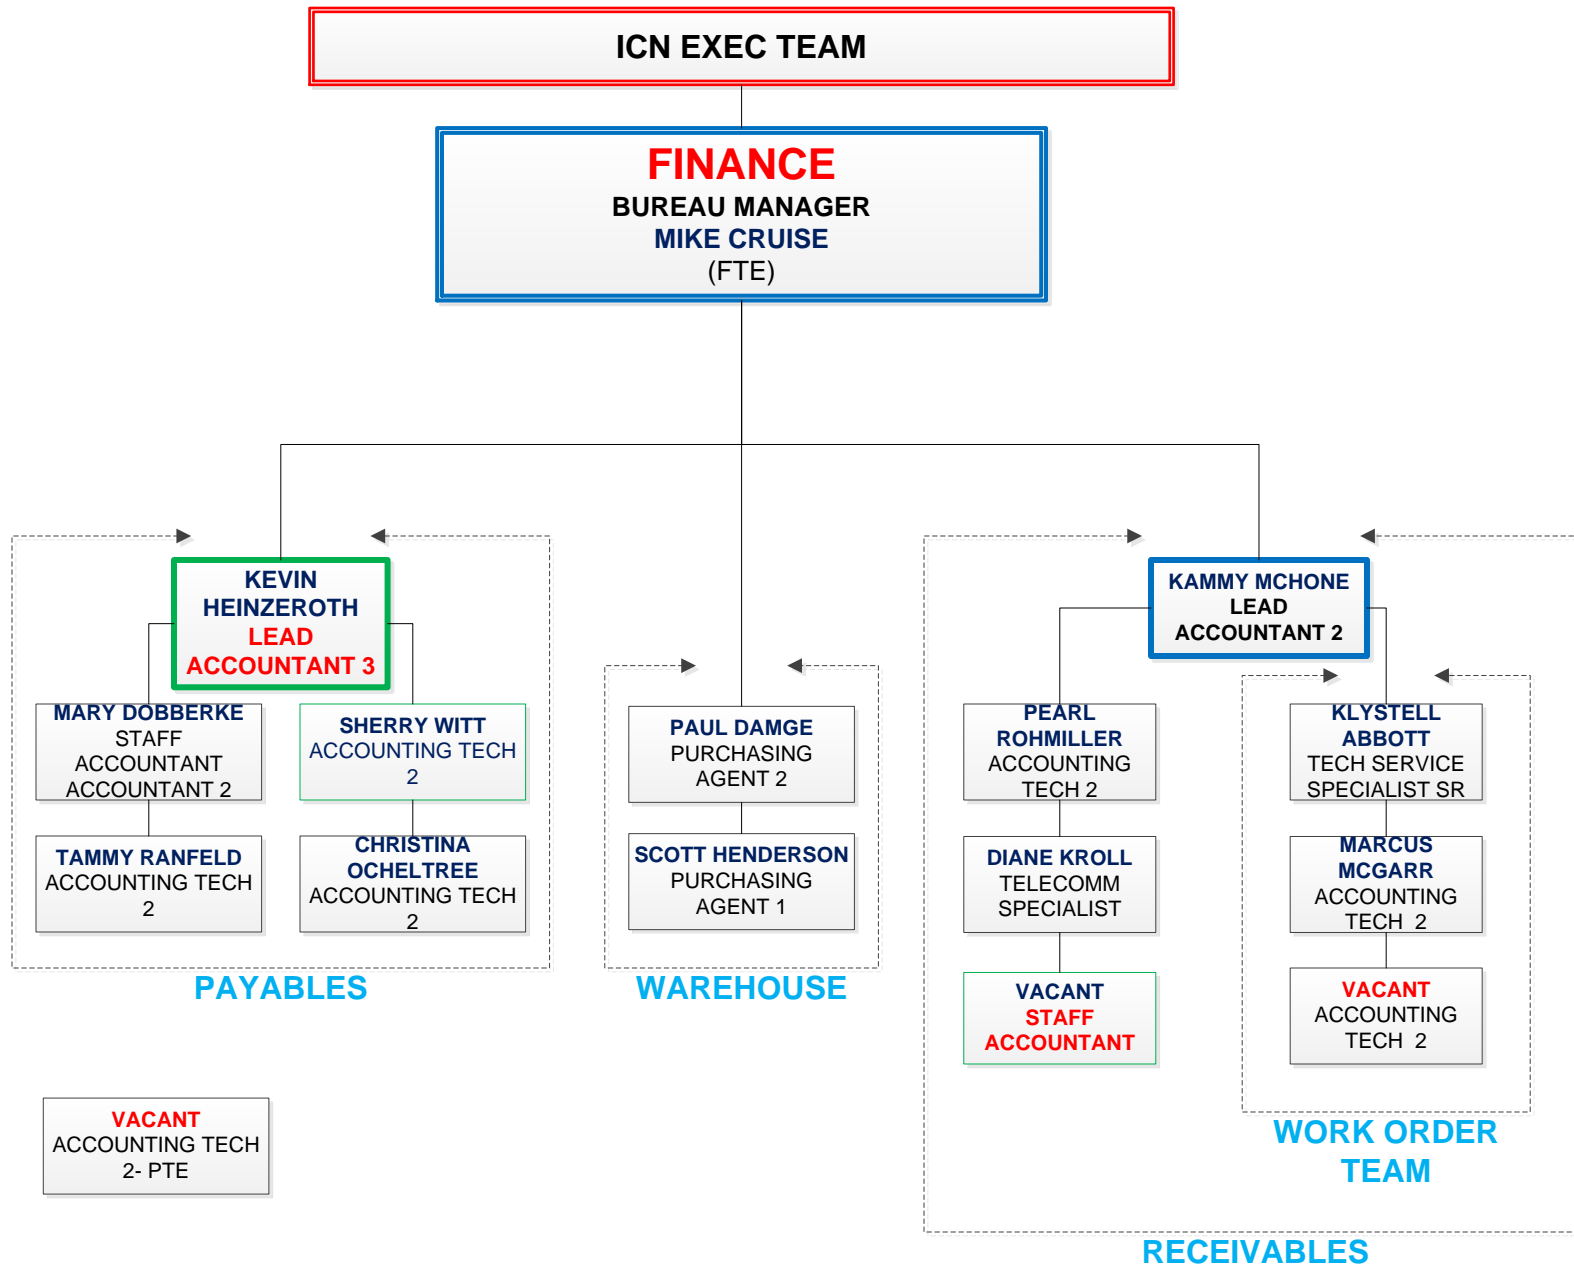 ICN EXEC TEAM
FINANCE
BUREAU MANAGER
MIKE CRUISE
(FTE)
KEVIN
HEINZEROTH
LEAD
ACCOUNTANT 3
MARY DOBBERKE
STAFF
ACCOUNTANT
ACCOUNTANT 2
SHERRY WITT
ACCOUNTING TECH
2
TAMMY RANFELD
ACCOUNTING TECH
2
CHRISTINA
OCHELTREE
ACCOUNTING TECH
2
PAYABLES
PAUL DAMGE
PURCHASING
AGENT 2
SCOTT HENDERSON
PURCHASING
AGENT 1
WAREHOUSE
KAMMY MCHONE
LEAD
ACCOUNTANT 2
PEARL
ROHMILLER
ACCOUNTING
TECH 2
DIANE KROLL
TELECOMM
SPECIALIST
VACANT
STAFF
ACCOUNTANT
KLYSTELL
ABBOTT
TECH SERVICE
SPECIALIST SR
MARCUS
MCGARR
ACCOUNTING
TECH  2
VACANT
ACCOUNTING
TECH  2
WORK ORDER
TEAM
RECEIVABLES
VACANT
ACCOUNTING TECH
2- PTE